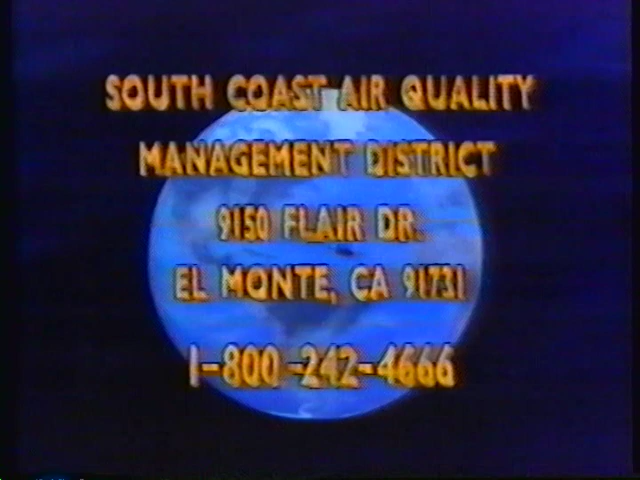 SOUTH COAST AIR QUALITY
MANAGEMENT DISTRICT
9150 FLAIR DR.
EL MONTE, CA 91731
1-800-242-4666